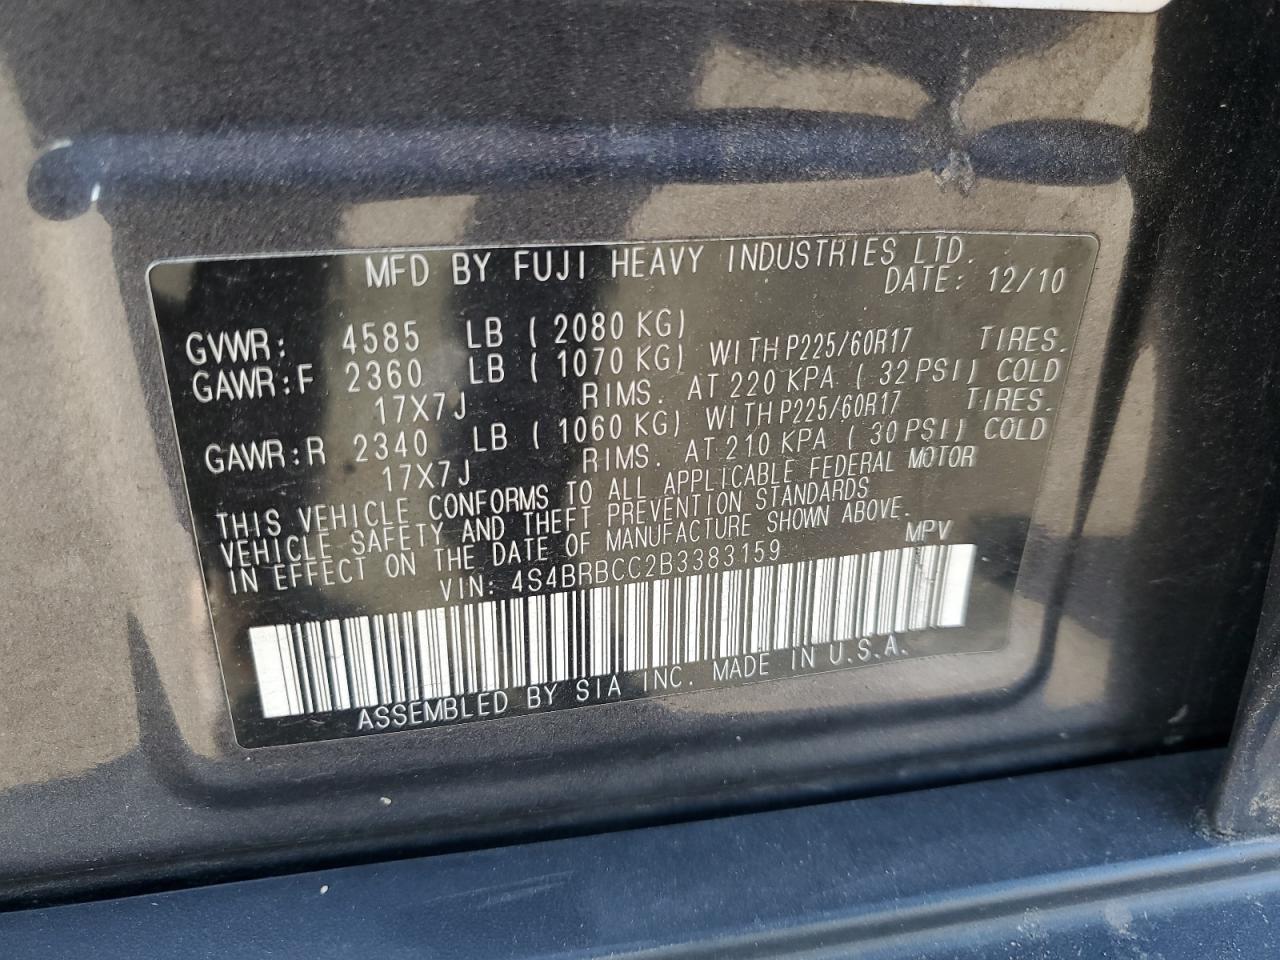 MFD BY FUJI HEAVY INDUSTRIES LTD.
DATE: 12/10
GVWR: 4585 LB ( 2080 KG)
GAWR:F 2360 LB ( 1070 KG) WITH P225/60R17 TIRES.
17X7J RIMS. AT 220 KPA ( 32 PSI) COLD
GAWR:R 2340 LB ( 1060 KG) WITH P225/60R17 TIRES.
17X7J RIMS. AT 210 KPA ( 30 PSI) COLD
THIS VEHICLE CONFORMS TO ALL APPLICABLE FEDERAL MOTOR
VEHICLE SAFETY AND THEFT PREVENTION STANDARDS
IN EFFECT ON THE DATE OF MANUFACTURE SHOWN ABOVE.
VIN: 4S4BRBCC2B3383159 MPV
ASSEMBLED BY SIA INC. MADE IN U.S.A.